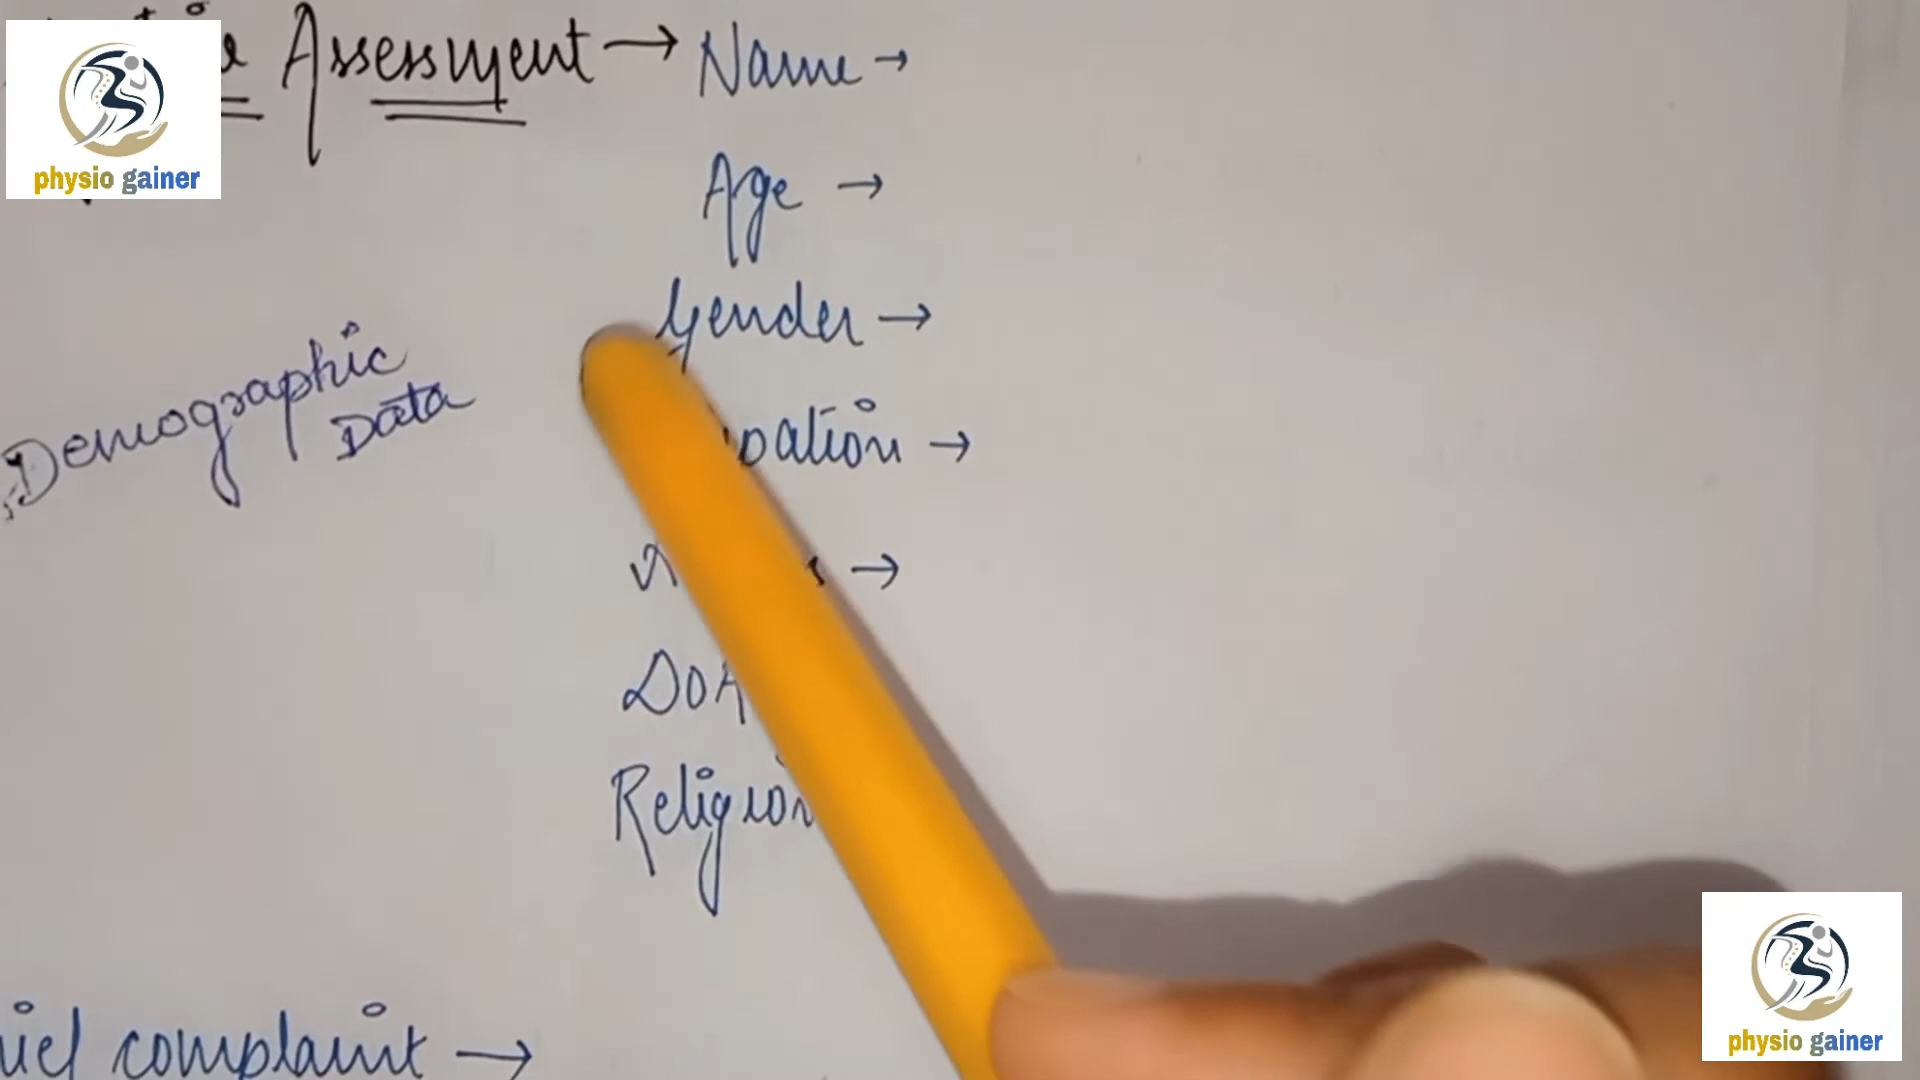 Assessment → Name →
Age →
Gender →
Demographic
Data
→
→
DOA
Religion
complaint →
physio gainer
physio gainer